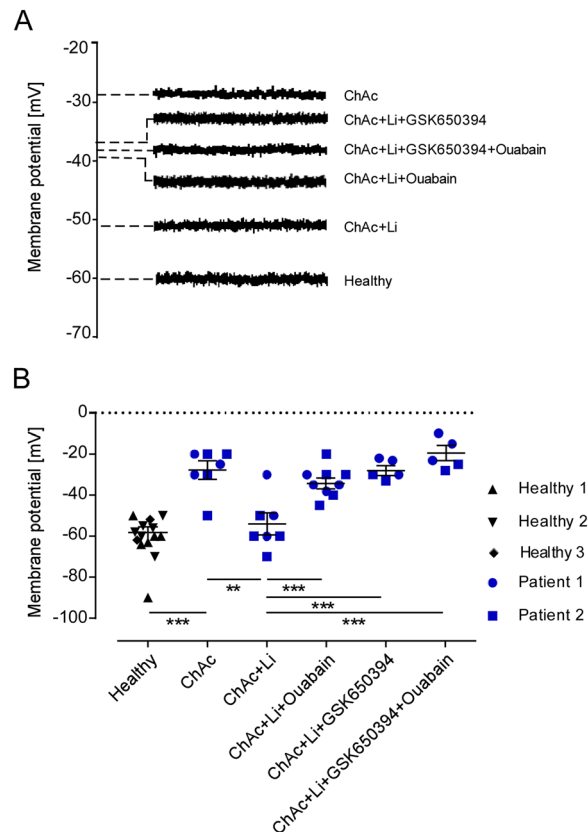 A
Membrane potential [mV]
-20
-30
-40
-50
-60
-70
ChAc
ChAc+Li+GSK650394
ChAc+Li+GSK650394+Ouabain
ChAc+Li+Ouabain
ChAc+Li
Healthy
B
Membrane potential [mV]
0
-20
-40
-60
-80
-100
***
**
***
***
***
Healthy
ChAc
ChAc+Li
ChAc+Li+Ouabain
ChAc+Li+GSK650394
ChAc+Li+GSK650394+Ouabain
Healthy 1
Healthy 2
Healthy 3
Patient 1
Patient 2